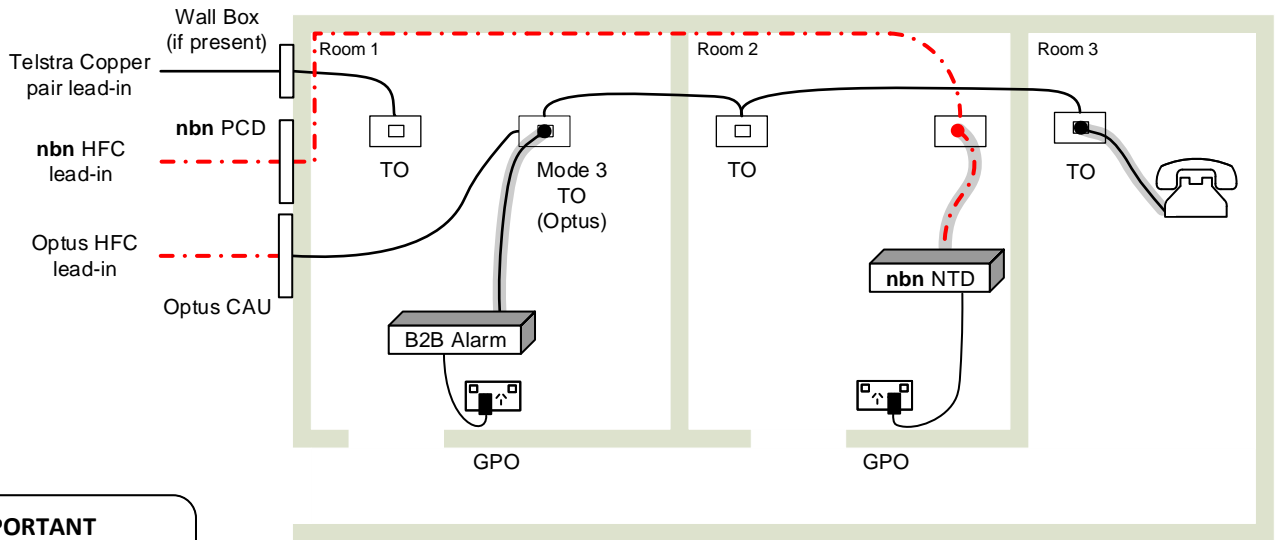 Wall Box
(if present)
Telstra Copper
pair lead-in
nbn PCD
nbn HFC
lead-in
Optus HFC
lead-in
Optus CAU
Room 1
Room 2
Room 3
TO
Mode 3
TO
(Optus)
TO
TO
nbn NTD
B2B Alarm
GPO
GPO
PORTANT